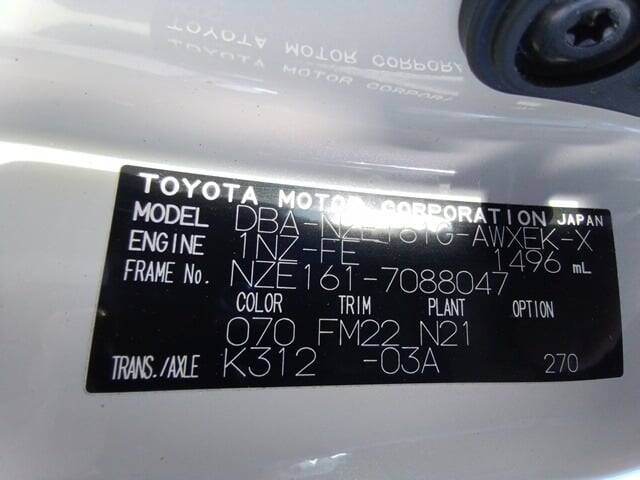 TOYOTA MOTOR CORPORATION JAPAN
MODEL DBA-NZE161G-AWXEK-X
ENGINE 1NZ-FE 1496 mL
FRAME No. NZE161-7088047
COLOR TRIM PLANT OPTION
070 FM22 N21
TRANS./AXLE K312 -03A 270